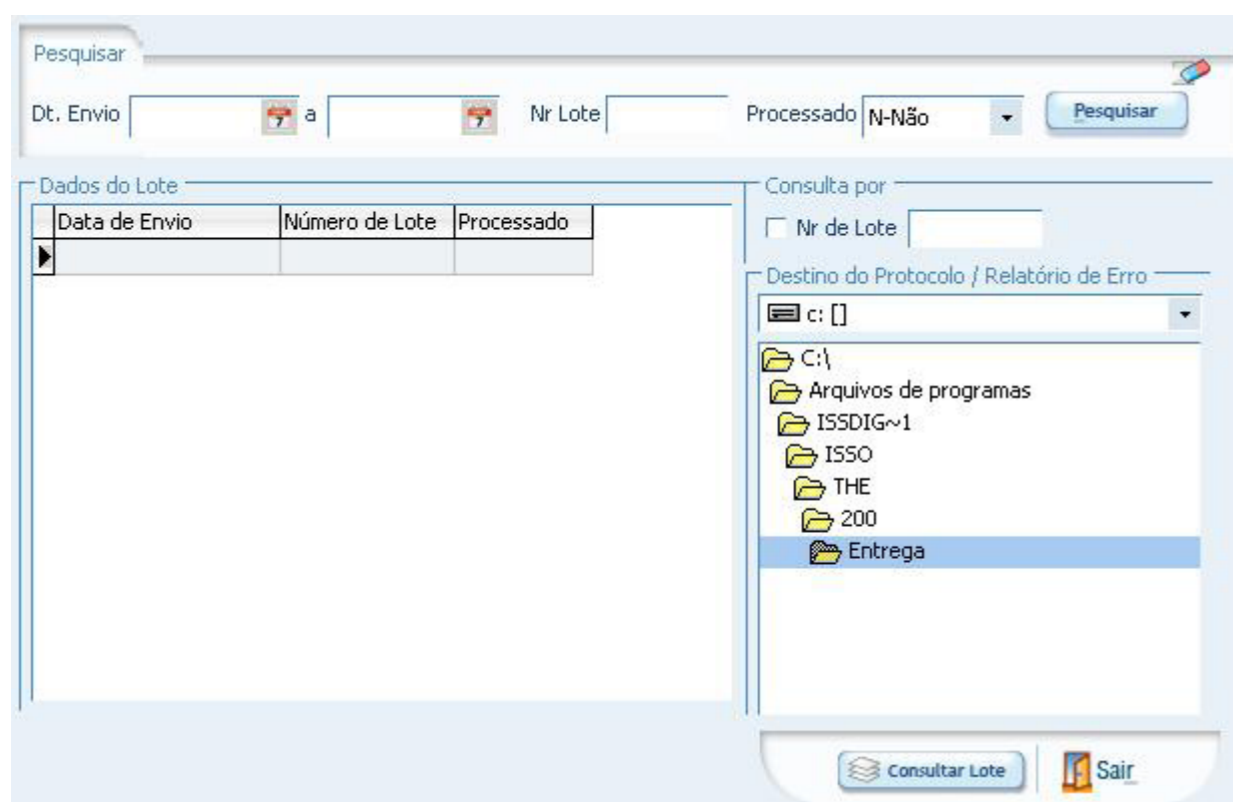 Pesquisar
Dt. Envio 7 a 7 Nr Lote Processado N-Não Pesquisar
Dados do Lote
Data de Envio Número de Lote Processado
Consulta por
Nr de Lote
Destino do Protocolo / Relatório de Erro
c: []
C:\
Arquivos de programas
ISSDIG~1
ISSO
THE
200
Entrega
Consultar Lote Sair